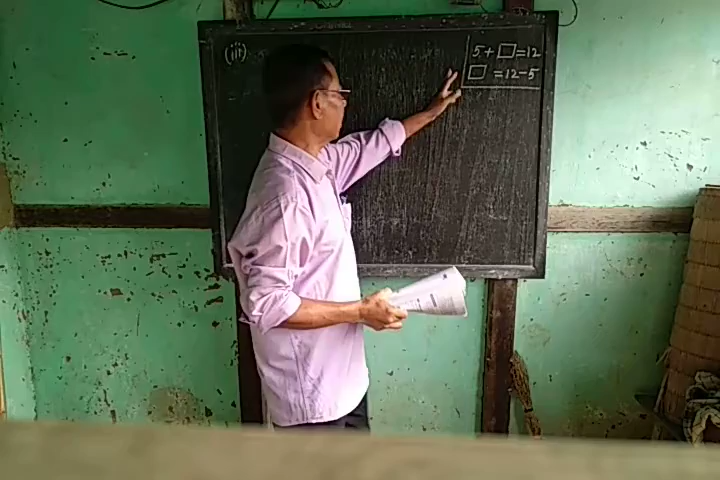 (iii)
5+□=12
□ =12-5